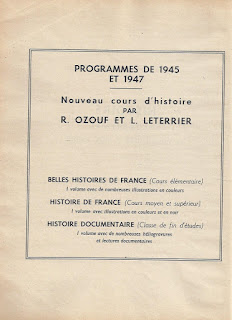 PROGRAMMES DE 1945
ET 1947
Nouveau cours d'histoire
PAR
R. OZOUF ET L. LETERRIER
BELLES HISTOIRES DE FRANCE (Cours élémentaire)
1 volume avec de nombreuses illustrations en couleurs
HISTOIRE DE FRANCE (Cours moyen et supérieur)
1 volume avec illustrations en couleurs et en noir
HISTOIRE DOCUMENTAIRE (Classe de fin d'études)
1 volume avec de nombreuses héliogravures
et lectures documentaires